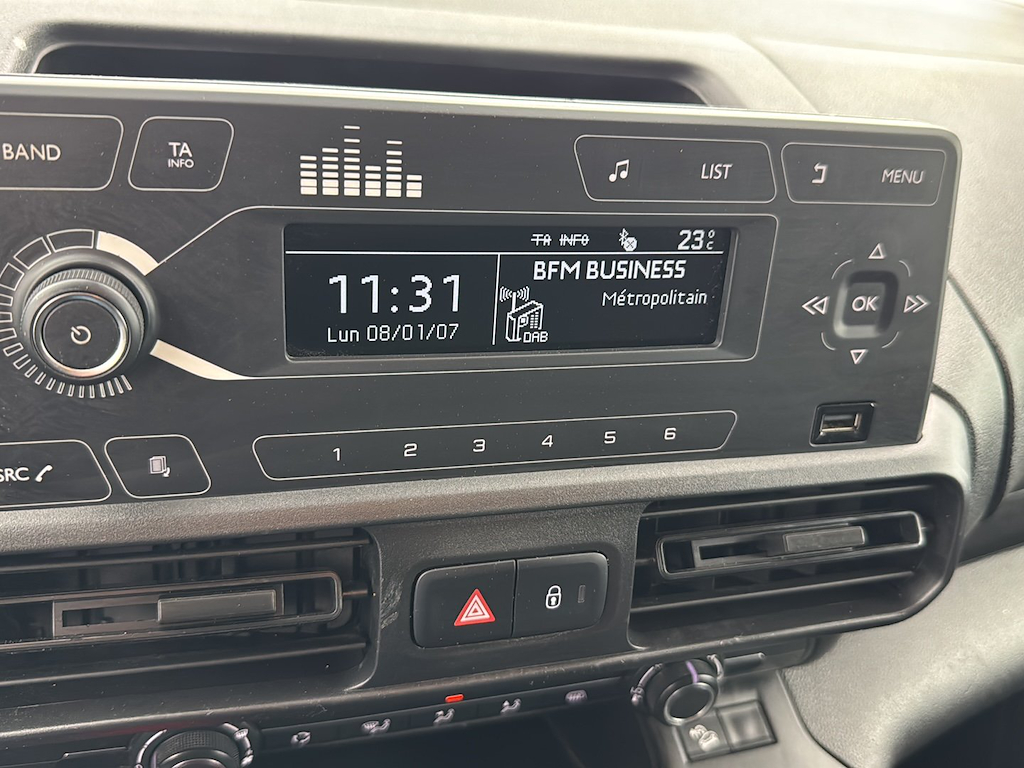 BAND
TA
INFO
LIST
MENU
TA INFO
23°C
11:31
Lun 08/01/07
BFM BUSINESS
Métropolitain
DAB
OK
1 2 3 4 5 6
SRC